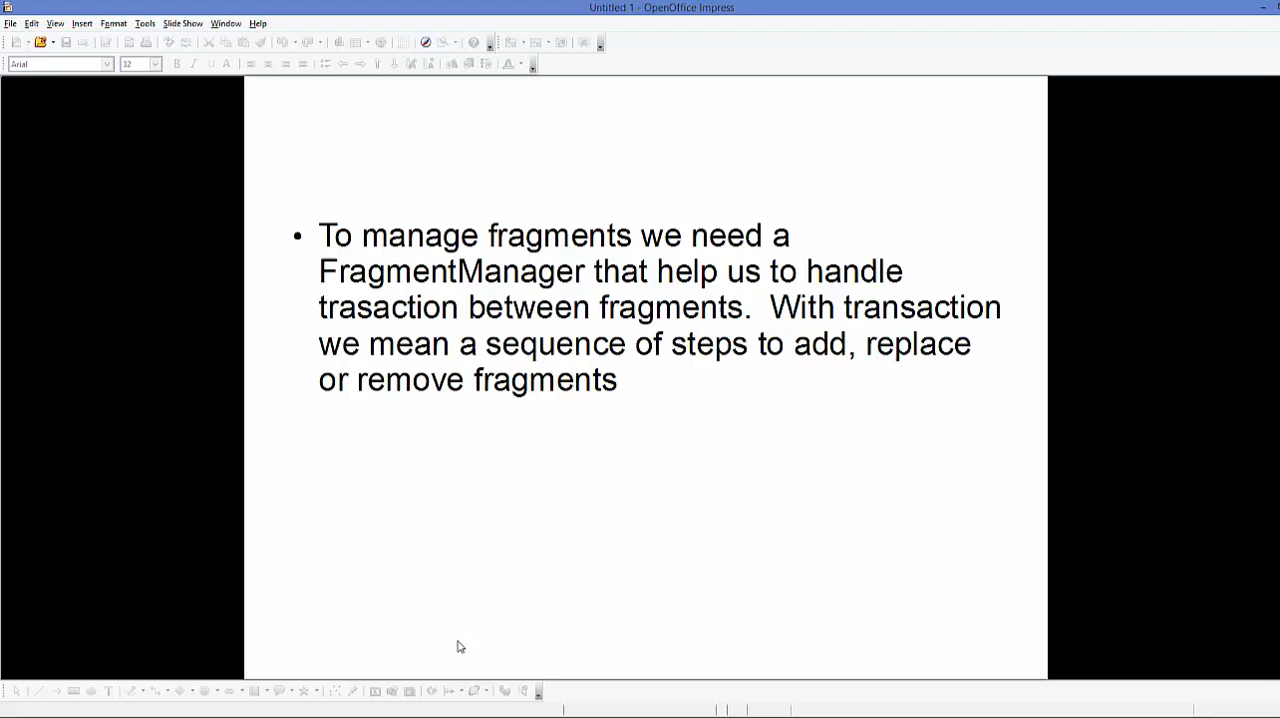 Untitled 1 - OpenOffice Impress
File Edit View Insert Format Tools Slide Show Window Help
Arial 32
• To manage fragments we need a
FragmentManager that help us to handle
trasaction between fragments.  With transaction
we mean a sequence of steps to add, replace
or remove fragments